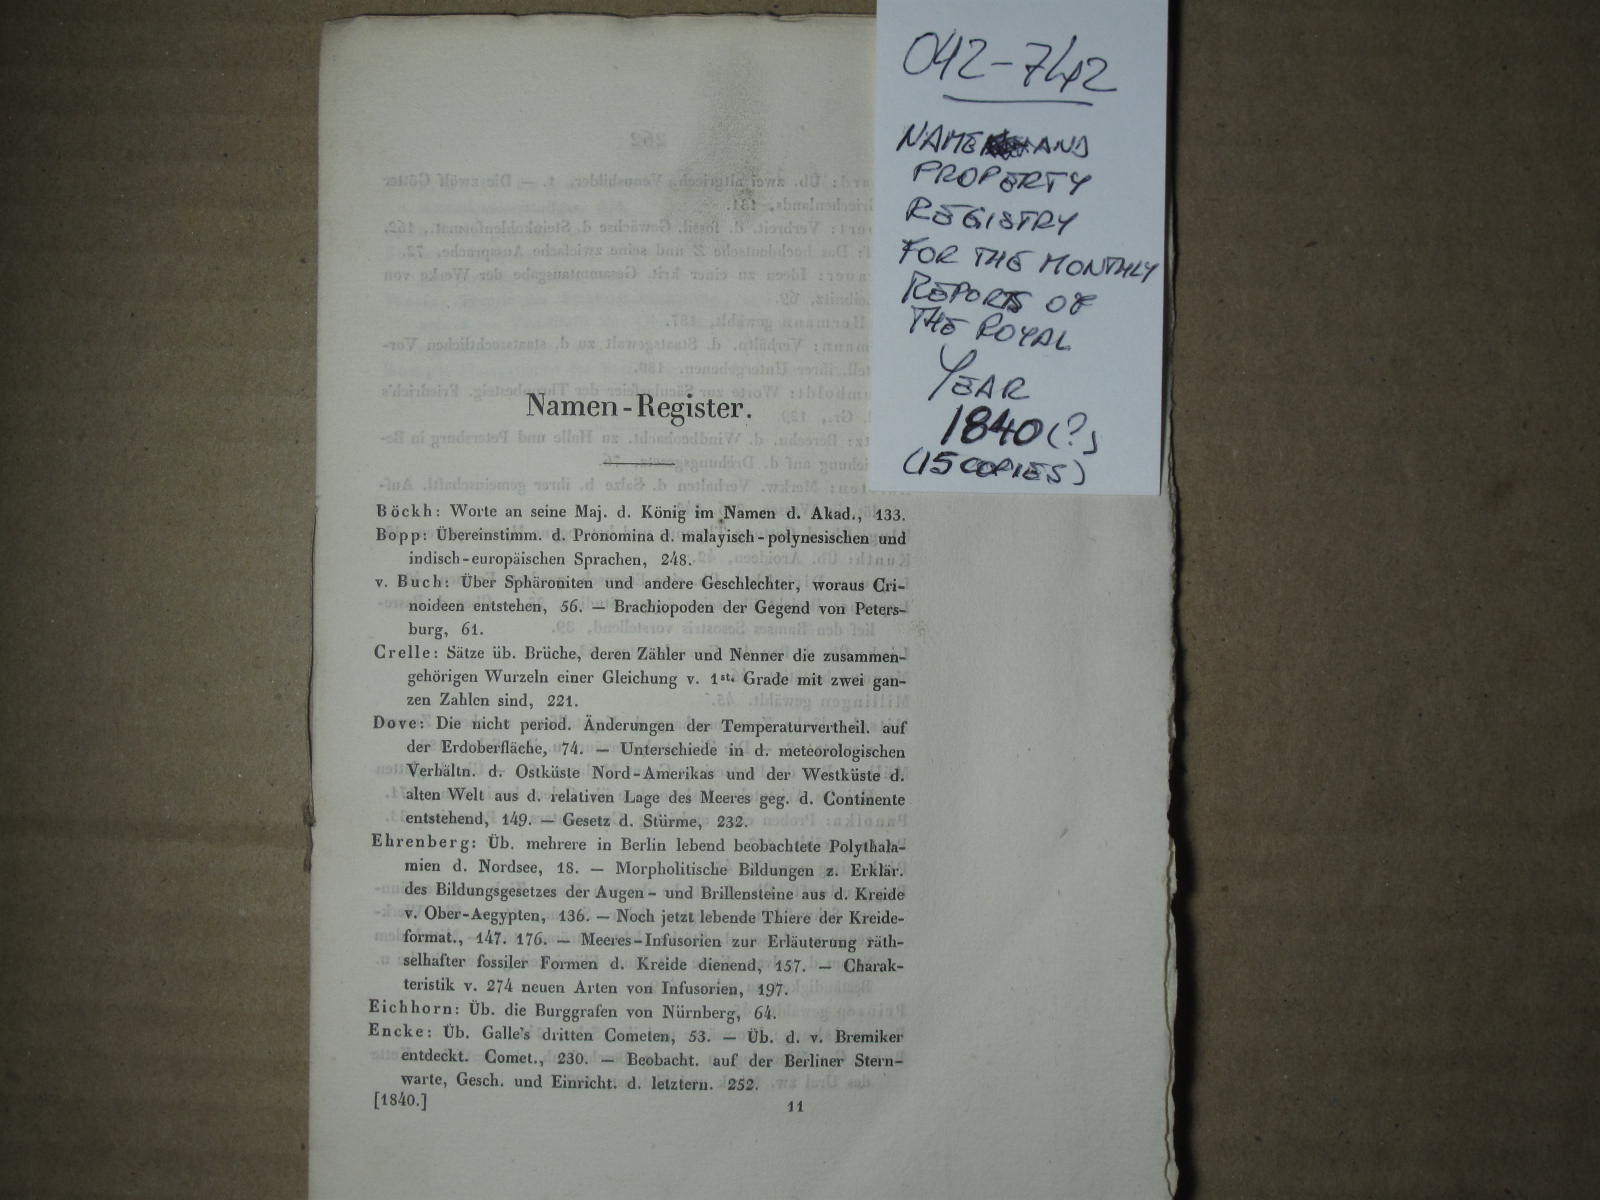 042-742
NAME AND
PROPERTY
REGISTRY
FOR THE MONTHLY
REPORTS OF
THE ROYAL
YEAR
1840(?)
(15 COPIES)
262
Namen-Register.
Böckh: Worte an seine Maj. d. König im Namen d. Akad., 133.
Bopp: Übereinstimm. d. Pronomina d. malayisch-polynesischen und
indisch-europäischen Sprachen, 248.
v. Buch: Über Sphäroniten und andere Geschlechter, woraus Cri-
noideen entstehen, 56. — Brachiopoden der Gegend von Peters-
burg, 61.
Crelle: Sätze üb. Brüche, deren Zähler und Nenner die zusammen-
gehörigen Wurzeln einer Gleichung v. 1st. Grade mit zwei gan-
zen Zahlen sind, 221.
Dove: Die nicht period. Änderungen der Temperaturvertheil. auf
der Erdoberfläche, 74. — Unterschiede in d. meteorologischen
Verhältn. d. Ostküste Nord-Amerikas und der Westküste d.
alten Welt aus d. relativen Lage des Meeres geg. d. Continente
entstehend, 149. — Gesetz d. Stürme, 232.
Ehrenberg: Üb. mehrere in Berlin lebend beobachtete Polythala-
mien d. Nordsee, 18. — Morpholitische Bildungen z. Erklär.
des Bildungsgesetzes der Augen- und Brillensteine aus d. Kreide
v. Ober-Aegypten, 136. — Noch jetzt lebende Thiere der Kreide-
format., 147. 176. — Meeres-Infusorien zur Erläuterung räth-
selhafter fossiler Formen d. Kreide dienend, 157. — Charak-
teristik v. 274 neuen Arten von Infusorien, 197.
Eichhorn: Üb. die Burggrafen von Nürnberg, 64.
Encke: Üb. Galle's dritten Cometen, 53. — Üb. d. v. Bremiker
entdeckt. Comet., 230. — Beobacht. auf der Berliner Stern-
warte, Gesch. und Einricht. d. letztern. 252.
[1840.]
11